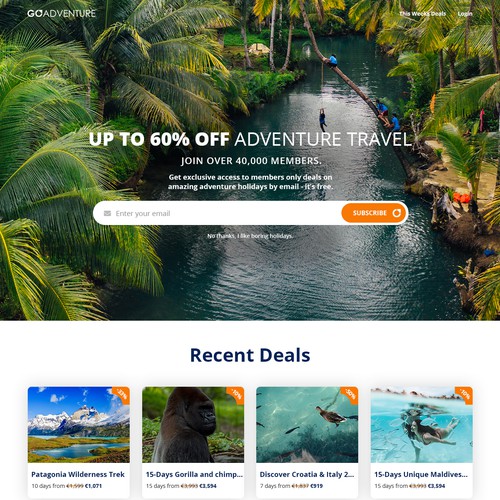 GOADVENTURE
This Weeks Deals Login
UP TO 60% OFF ADVENTURE TRAVEL
JOIN OVER 40,000 MEMBERS.
Get exclusive access to members only deals on
amazing adventure holidays by email - it's free.
Enter your email SUBSCRIBE
No thanks. I like boring holidays.
Recent Deals
Patagonia Wilderness Trek
10 days from €1,599 €1,071
15-Days Gorilla and chimp...
15 days from €3,993 €3,594
Discover Croatia & Italy 2...
7 days from €1,837 €919
15-Days Unique Maldives...
15 days from €3,993 €3,594